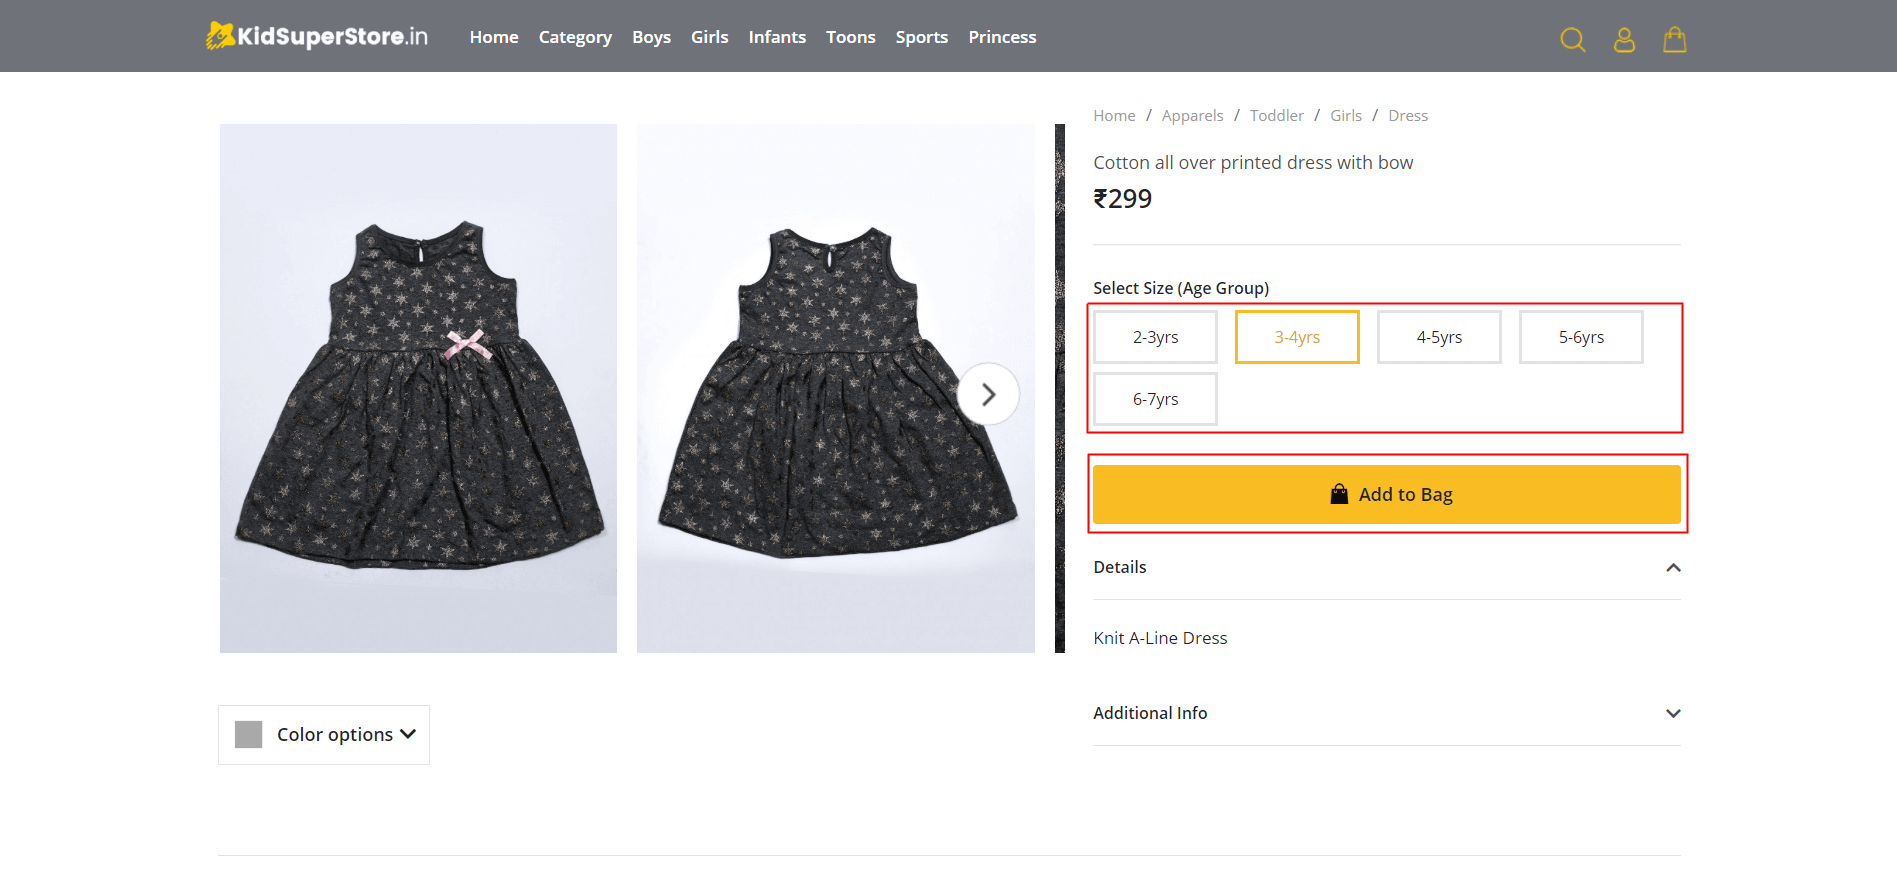 KidSuperStore.in
Home Category Boys Girls Infants Toons Sports Princess
Home / Apparels / Toddler / Girls / Dress
Cotton all over printed dress with bow
₹299
Select Size (Age Group)
2-3yrs 3-4yrs 4-5yrs 5-6yrs
6-7yrs
Add to Bag
Details
Knit A-Line Dress
Additional Info
Color options